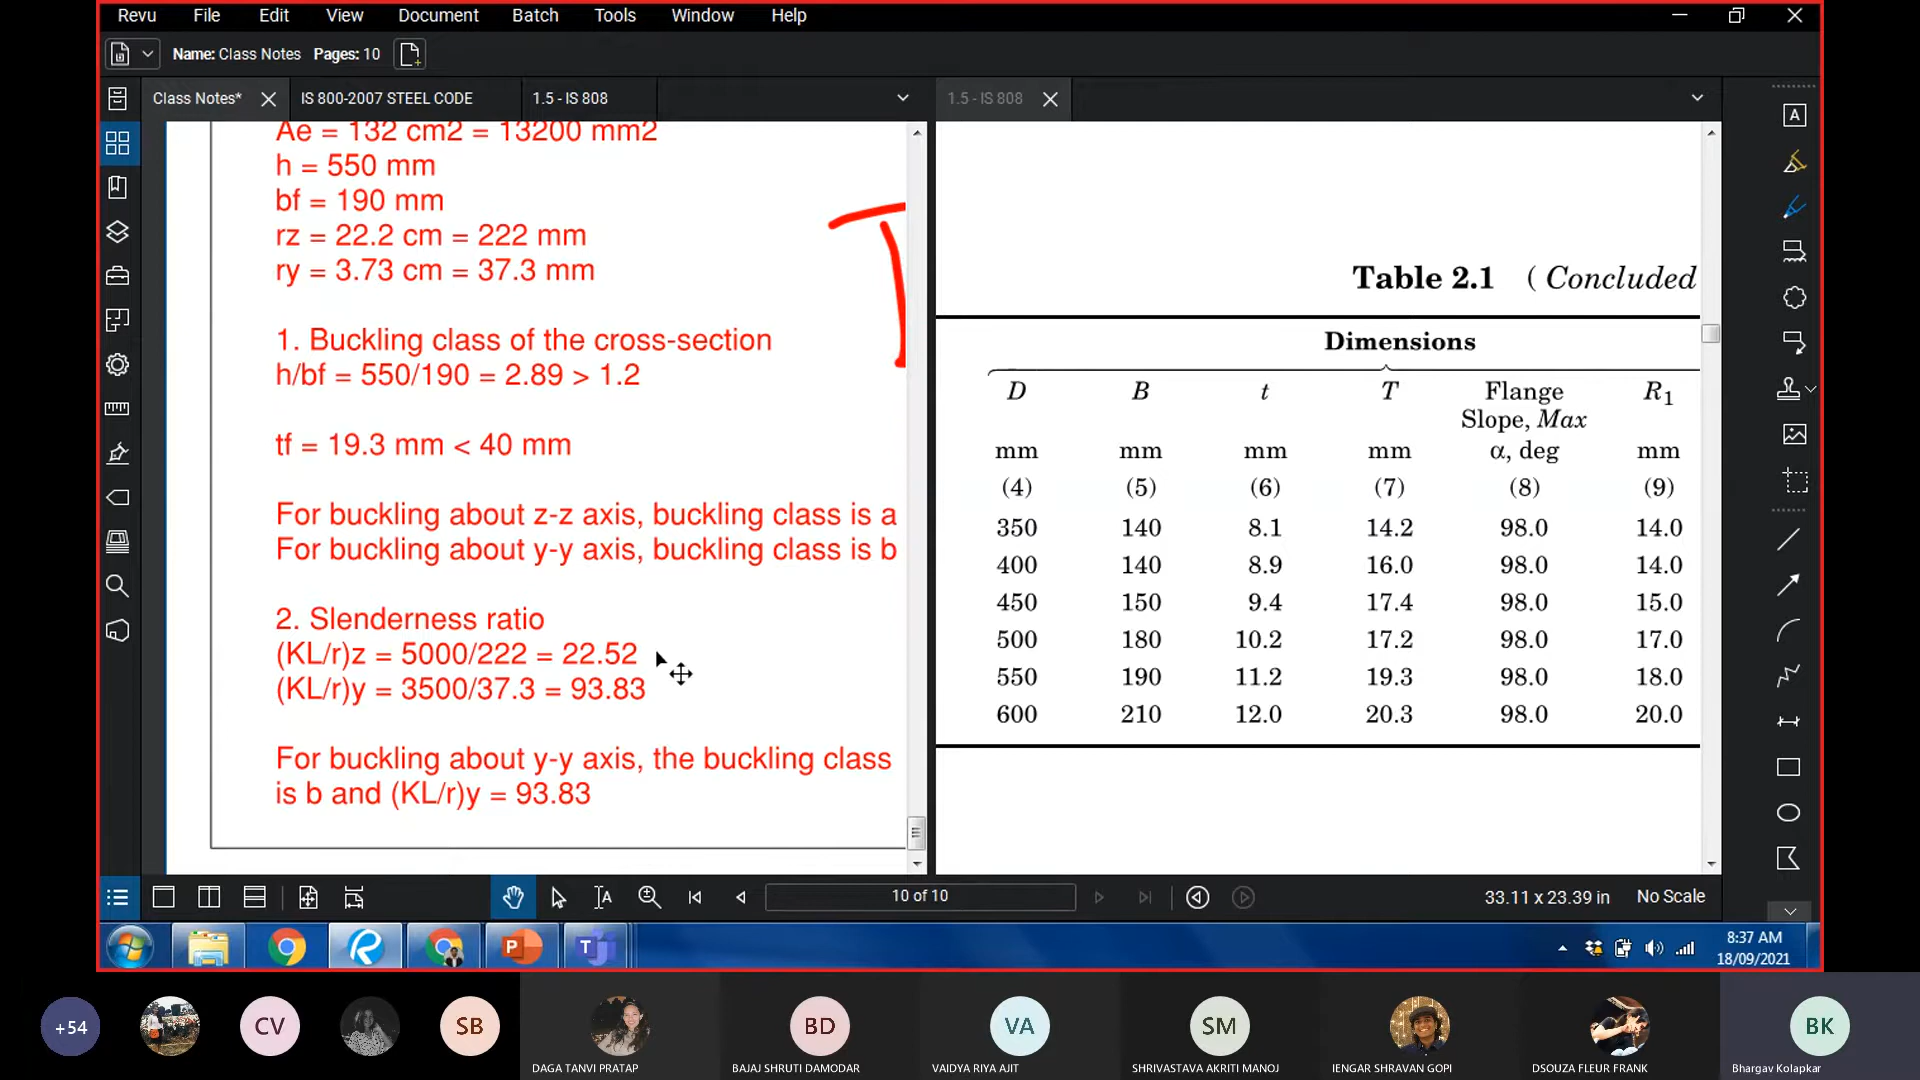 Revu File Edit View Document Batch Tools Window Help
Name: Class Notes Pages: 10
Class Notes* IS 800-2007 STEEL CODE 1.5 - IS 808
1.5 - IS 808
Ae = 132 cm2 = 13200 mm2
h = 550 mm
bf = 190 mm
rz = 22.2 cm = 222 mm
ry = 3.73 cm = 37.3 mm
1. Buckling class of the cross-section
h/bf = 550/190 = 2.89 > 1.2
tf = 19.3 mm < 40 mm
For buckling about z-z axis, buckling class is a
For buckling about y-y axis, buckling class is b
2. Slenderness ratio
(KL/r)z = 5000/222 = 22.52
(KL/r)y = 3500/37.3 = 93.83
For buckling about y-y axis, the buckling class
is b and (KL/r)y = 93.83
Table 2.1 ( Concluded
Dimensions
D B t T Flange Slope, Max R1
mm mm mm mm α, deg mm
(4) (5) (6) (7) (8) (9)
350 140 8.1 14.2 98.0 14.0
400 140 8.9 16.0 98.0 14.0
450 150 9.4 17.4 98.0 15.0
500 180 10.2 17.2 98.0 17.0
550 190 11.2 19.3 98.0 18.0
600 210 12.0 20.3 98.0 20.0
10 of 10
33.11 x 23.39 in No Scale
8:37 AM
18/09/2021
+54 CV SB BD VA SM BK
DAGA TANVI PRATAP BAJAJ SHRUTI DAMODAR VAIDYA RIYA AJIT SHRIVASTAVA AKRITI MANOJ IENGAR SHRAVAN GOPI DSOUZA FLEUR FRANK Bhargav Kolapkar